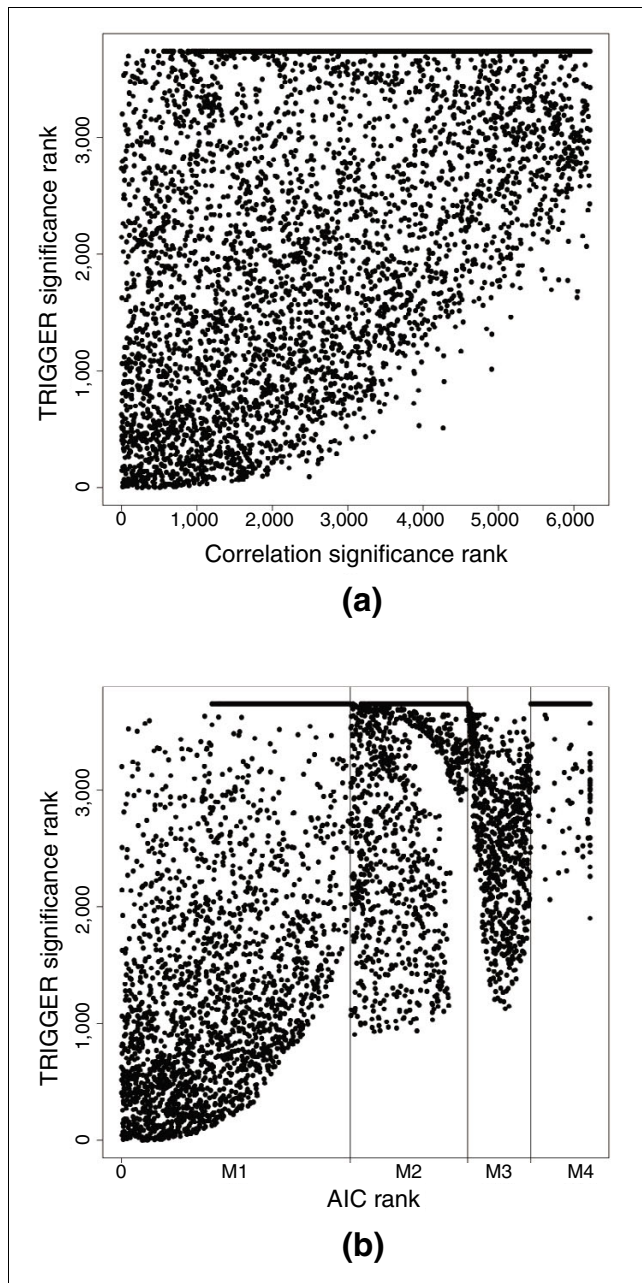 3,000
2,000
1,000
0
TRIGGER significance rank
0 1,000 2,000 3,000 4,000 5,000 6,000
Correlation significance rank
(a)
3,000
2,000
1,000
0
TRIGGER significance rank
0 M1 M2 M3 M4
AIC rank
(b)